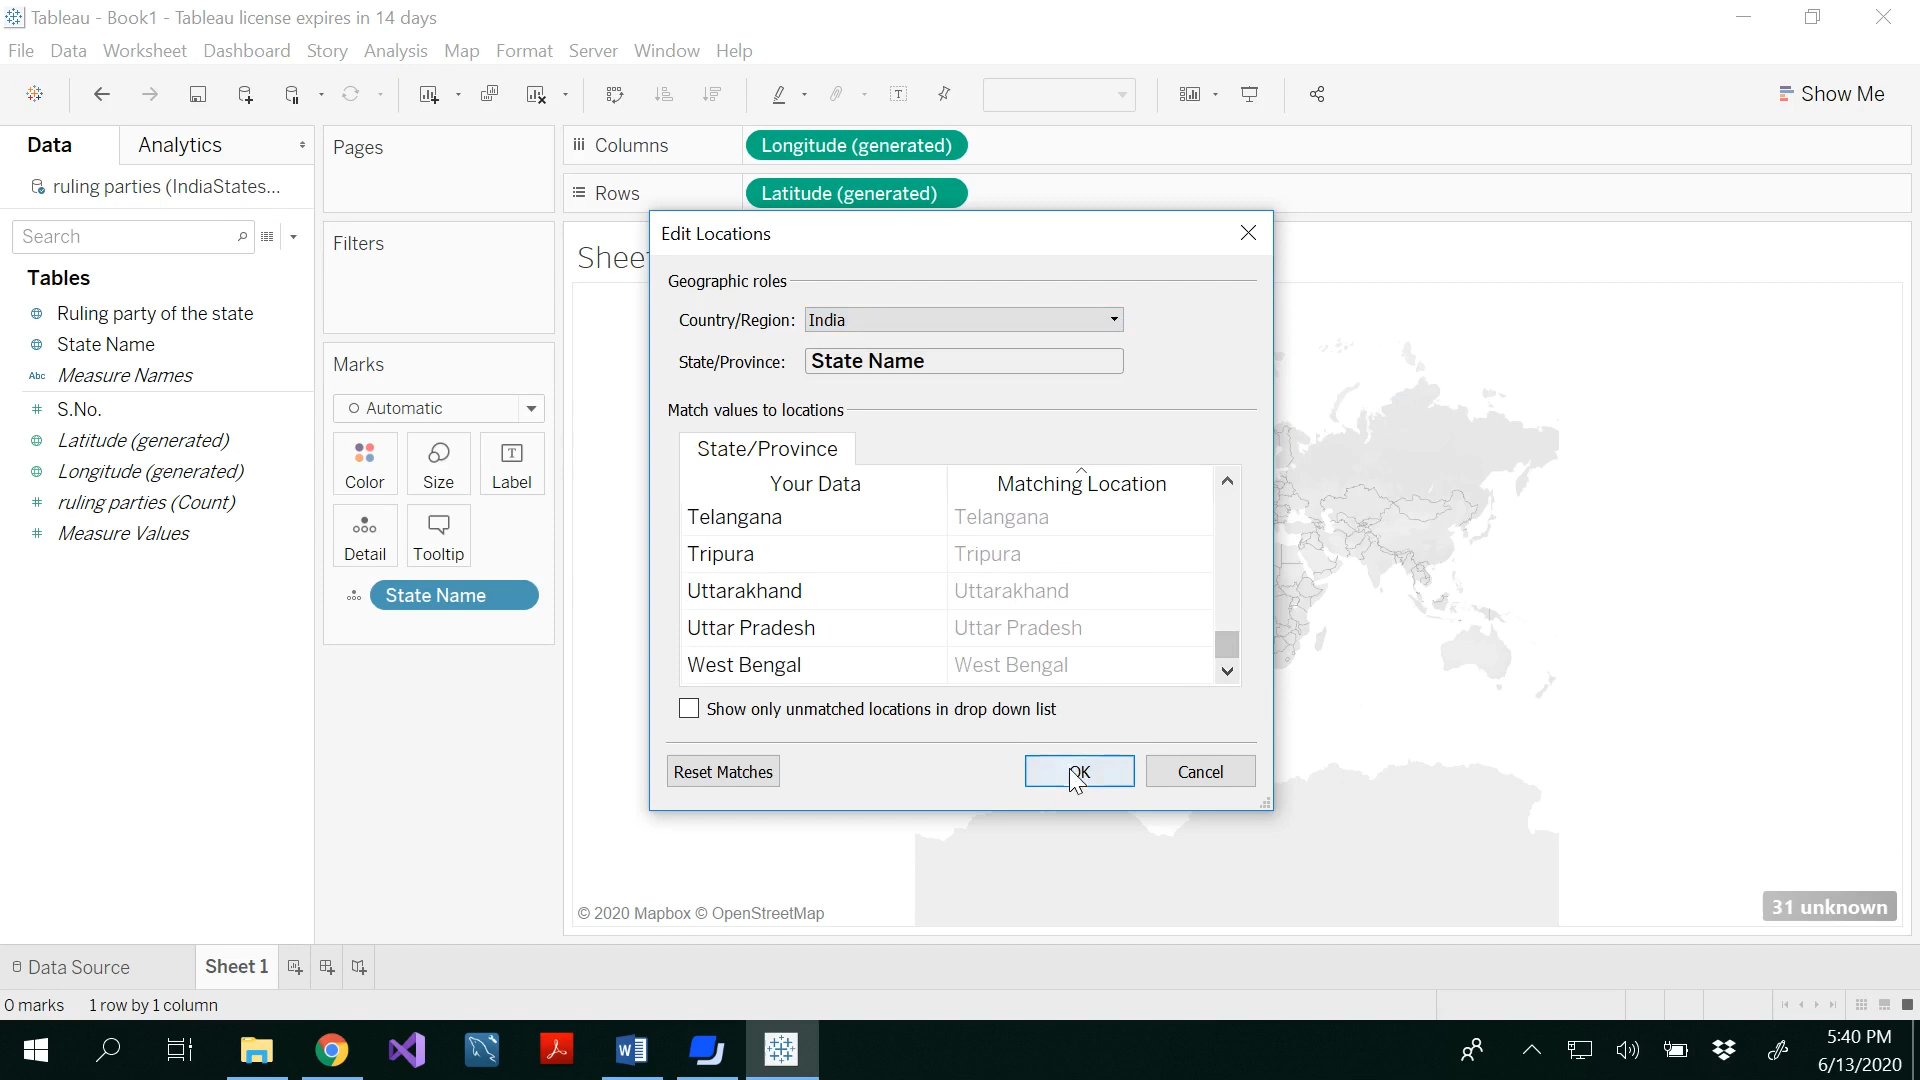 Tableau - Book1 - Tableau license expires in 14 days
File Data Worksheet Dashboard Story Analysis Map Format Server Window Help
Show Me
Data Analytics
ruling parties (IndiaStates...
Search
Tables
Ruling party of the state
State Name
Abc Measure Names
S.No.
Latitude (generated)
Longitude (generated)
ruling parties (Count)
Measure Values
Pages
Filters
Marks
Automatic
Color Size Label
Detail Tooltip
State Name
Columns Longitude (generated)
Rows Latitude (generated)
Edit Locations
Geographic roles
Country/Region: India
State/Province: State Name
Match values to locations
State/Province
Your Data Matching Location
Telangana Telangana
Tripura Tripura
Uttarakhand Uttarakhand
Uttar Pradesh Uttar Pradesh
West Bengal West Bengal
Show only unmatched locations in drop down list
Reset Matches OK Cancel
© 2020 Mapbox © OpenStreetMap
31 unknown
Data Source Sheet 1
0 marks 1 row by 1 column
5:40 PM
6/13/2020